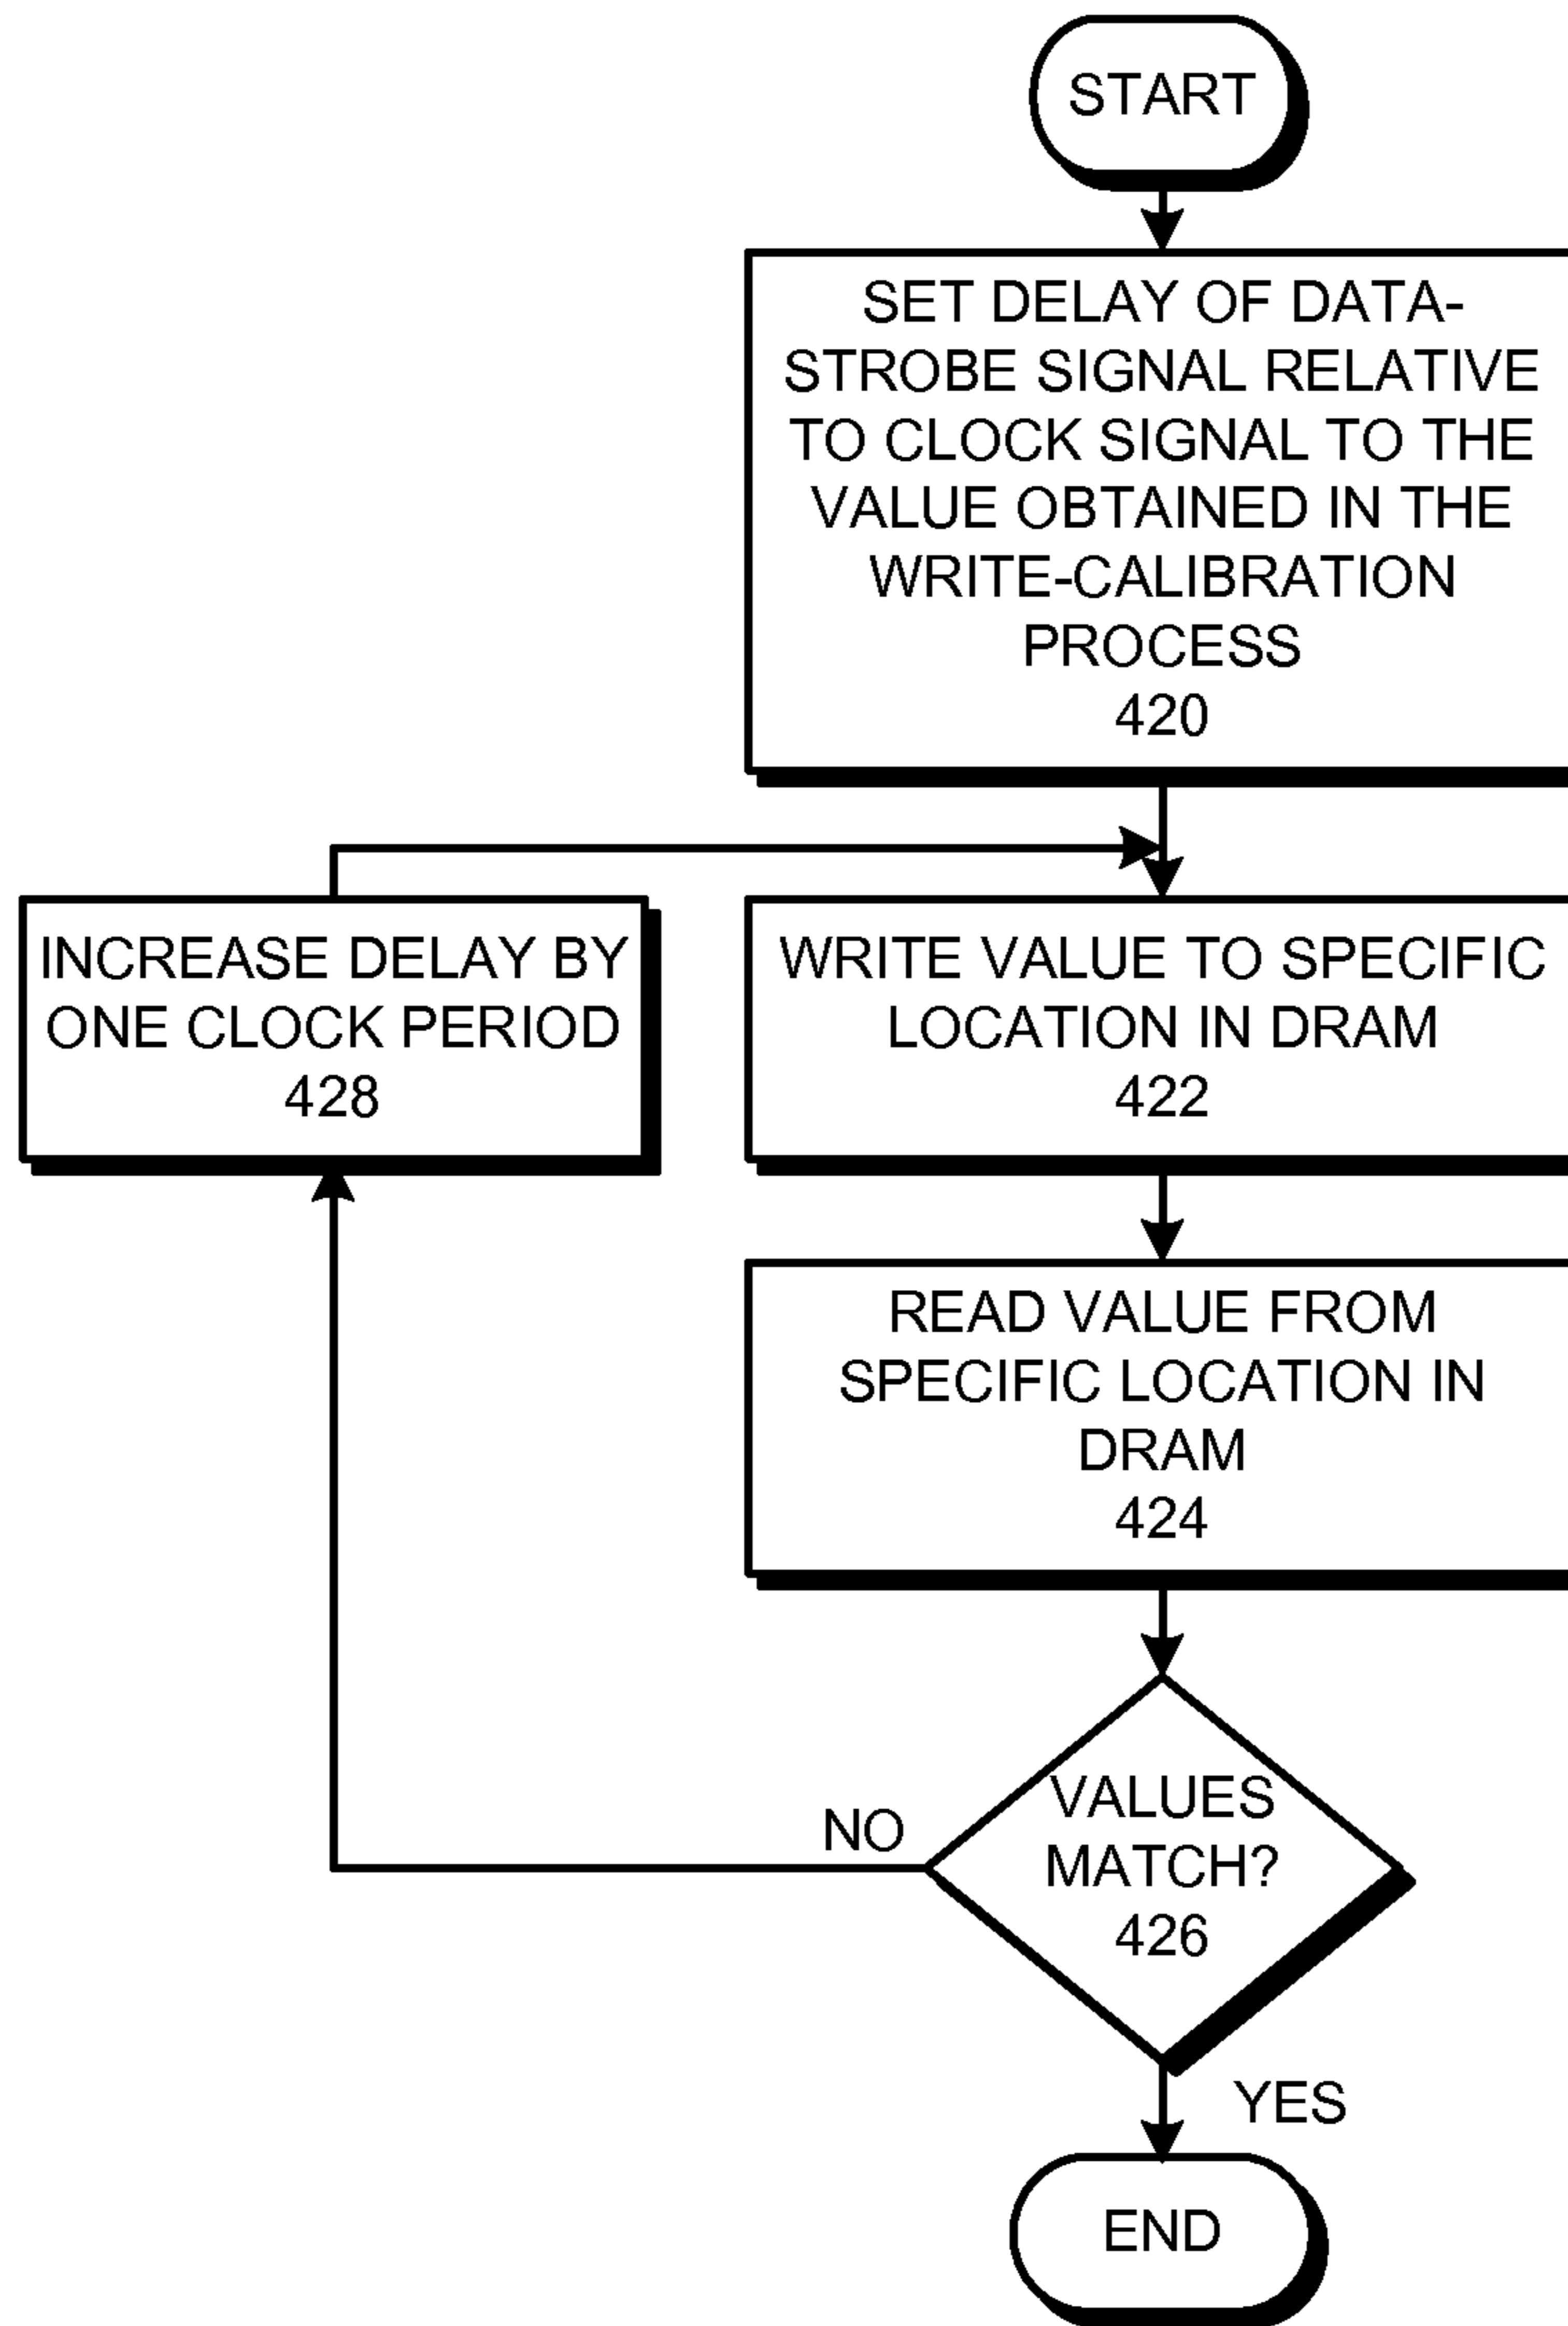 START
SET DELAY OF DATA-
STROBE SIGNAL RELATIVE
TO CLOCK SIGNAL TO THE
VALUE OBTAINED IN THE
WRITE-CALIBRATION
PROCESS
420
INCREASE DELAY BY
ONE CLOCK PERIOD
428
WRITE VALUE TO SPECIFIC
LOCATION IN DRAM
422
READ VALUE FROM
SPECIFIC LOCATION IN
DRAM
424
NO
VALUES
MATCH?
426
YES
END